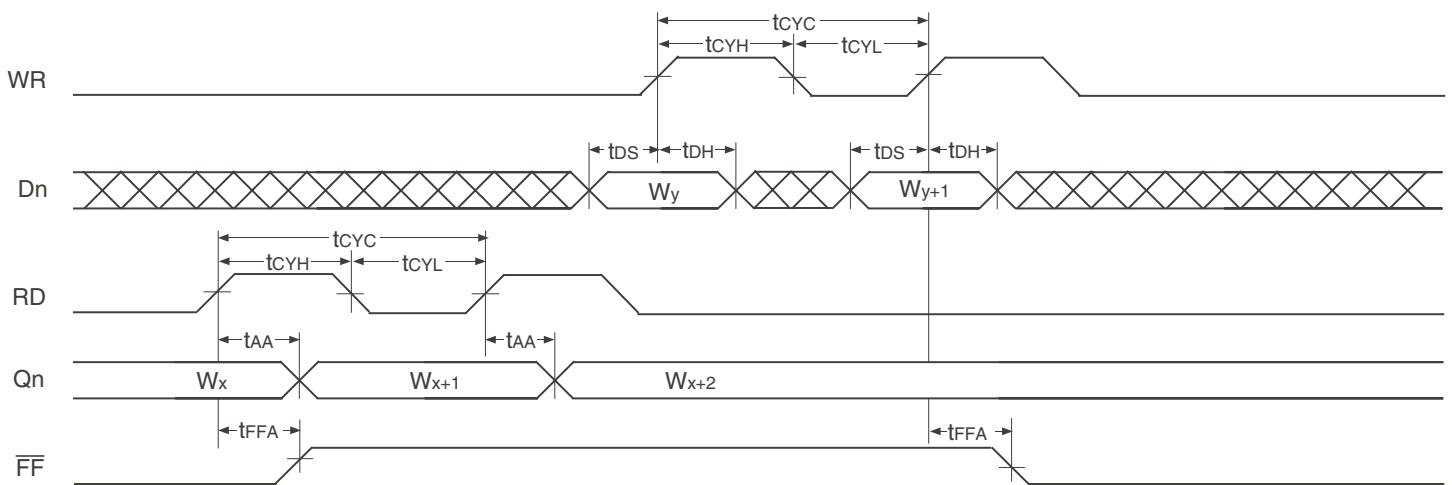 tCYC
tCYH tCYL
WR
tDS tDH tDS tDH
Dn Wy Wy+1
tCYC
tCYH tCYL
RD
tAA tAA
Qn Wx Wx+1 Wx+2
tFFA tFFA
F̅F̅